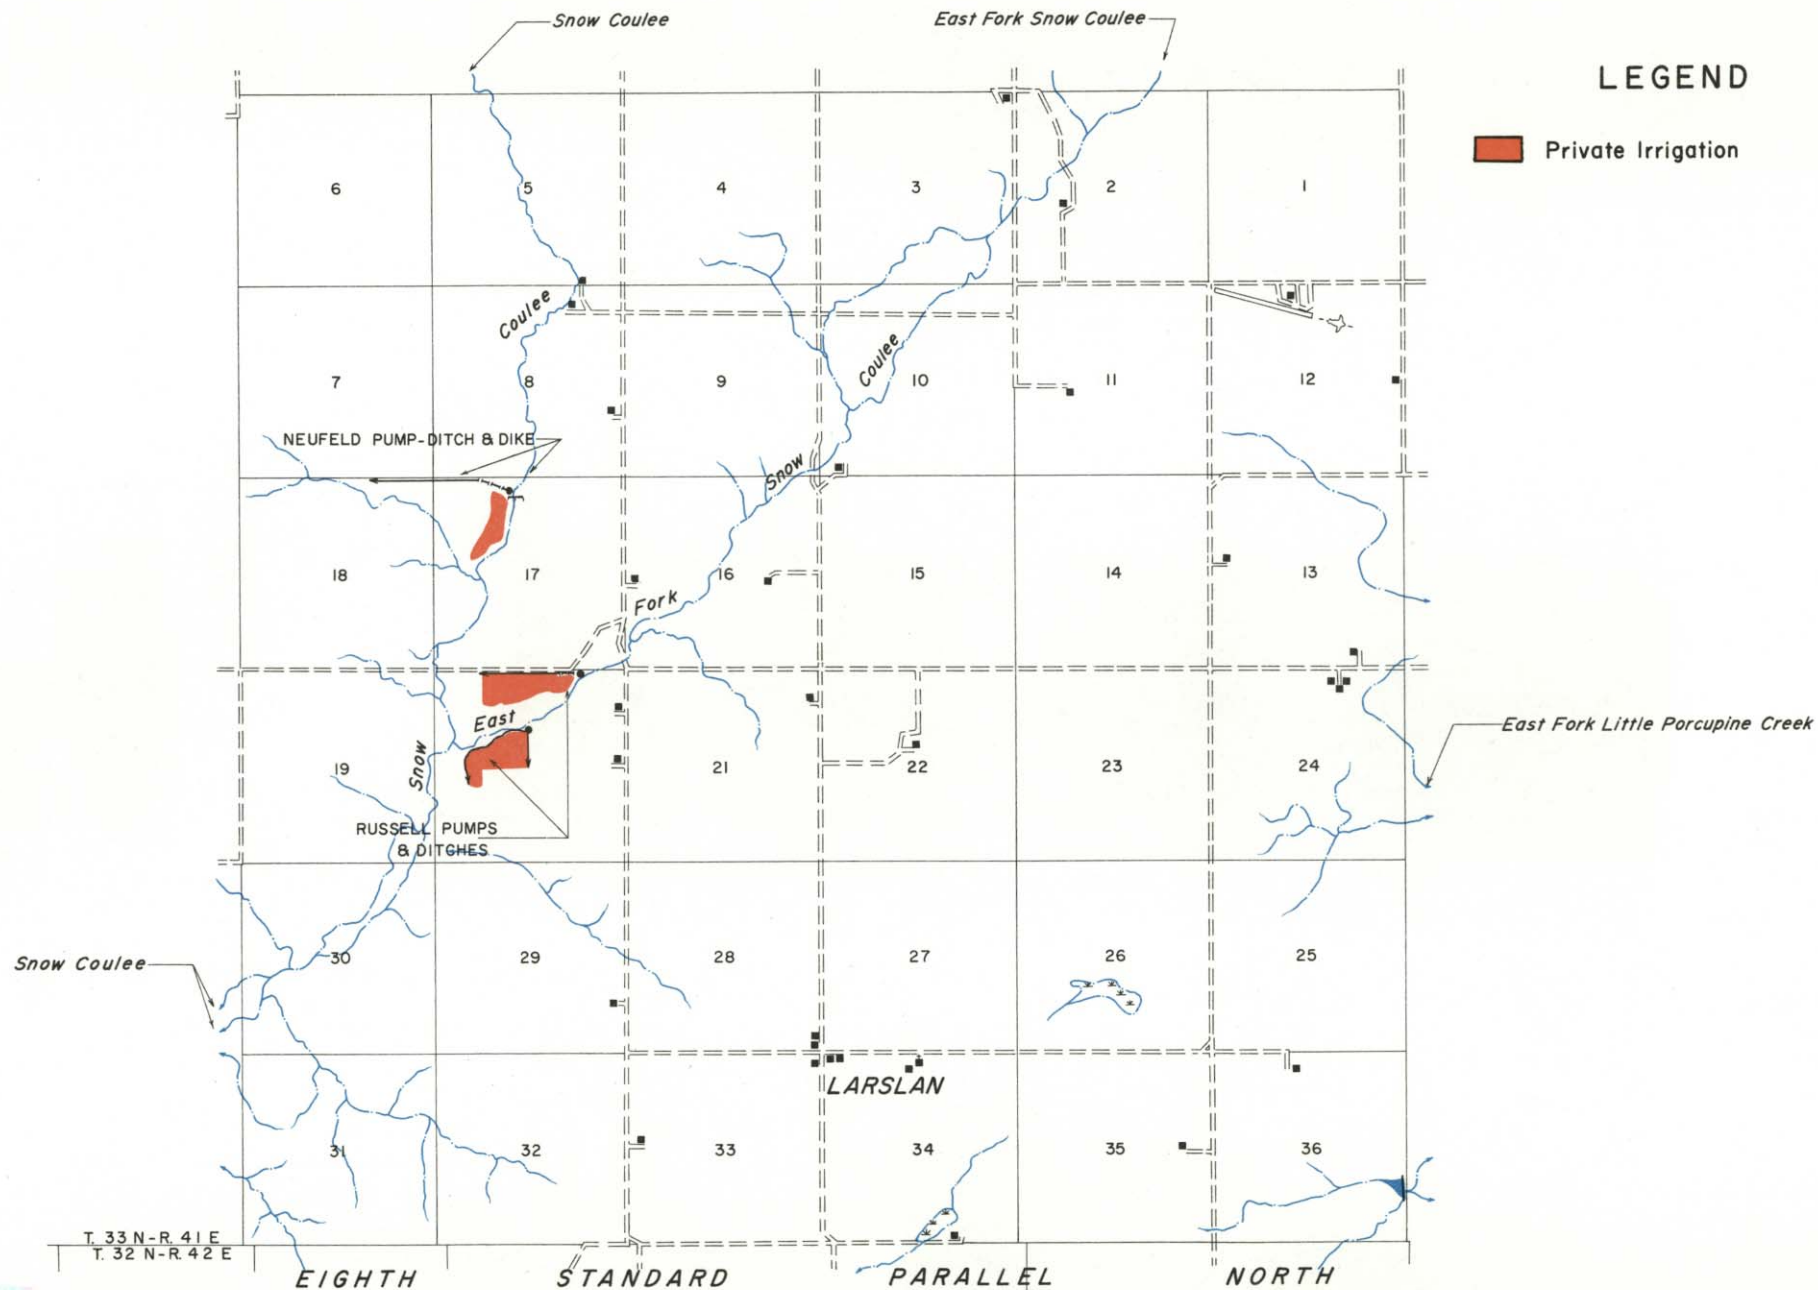 Snow Coulee
East Fork Snow Coulee
LEGEND
Private Irrigation
6
5
4
3
2
1
Coulee
Coulee
7
8
9
10
11
12
NEUFELD PUMP-DITCH & DIKE
Snow
18
17
16
15
14
13
Fork
East
Snow
East Fork Little Porcupine Creek
19
21
22
23
24
RUSSELL PUMPS
& DITCHES
Snow Coulee
30
29
28
27
26
25
LARSLAN
31
32
33
34
35
36
T. 33 N-R. 41 E
T. 32 N-R. 42 E
EIGHTH STANDARD PARALLEL NORTH